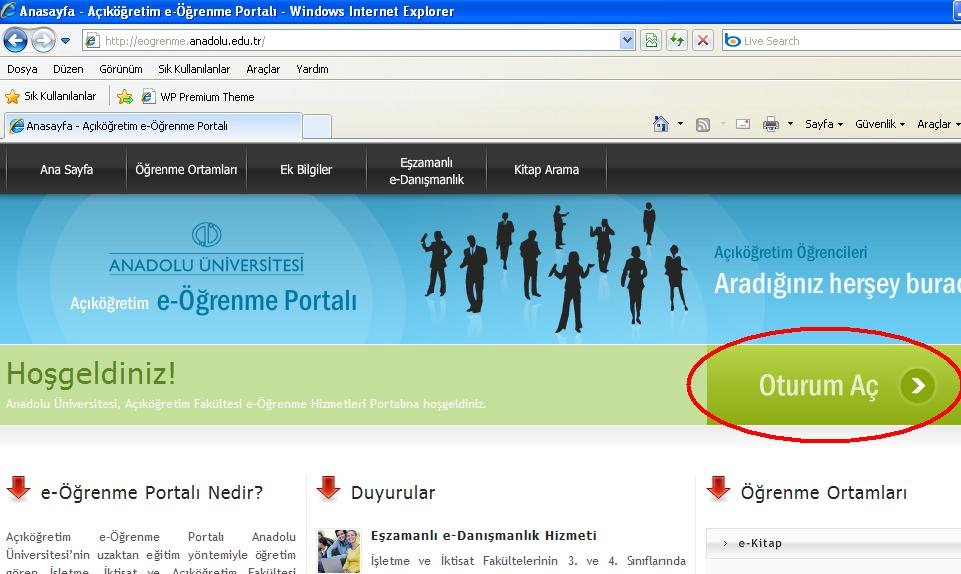 Anasayfa - Açıköğretim e-Öğrenme Portalı - Windows Internet Explorer
http://eogrenme.anadolu.edu.tr/
Live Search
Dosya Düzen Görünüm Sık Kullanılanlar Araçlar Yardım
Sık Kullanılanlar WP Premium Theme
Anasayfa - Açıköğretim e-Öğrenme Portalı
Sayfa Güvenlik Araçlar
Ana Sayfa Öğrenme Ortamları Ek Bilgiler Eşzamanlı e-Danışmanlık Kitap Arama
ANADOLU ÜNİVERSİTESİ
Açıköğretim e-Öğrenme Portalı
Açıköğretim Öğrencileri
Aradığınız herşey burad
Hoşgeldiniz!
Anadolu Üniversitesi, Açıköğretim Fakültesi e-Öğrenme Hizmetleri Portalına hoşgeldiniz.
Oturum Aç
e-Öğrenme Portalı Nedir?
Açıköğretim e-Öğrenme Portalı Anadolu
Üniversitesi'nin uzaktan eğitim yöntemiyle öğretim
gören İşletme, İktisat ve Açıköğretim Fakültesi
Duyurular
Eşzamanlı e-Danışmanlık Hizmeti
İşletme ve İktisat Fakültelerinin 3. ve 4. Sınıflarında
Öğrenme Ortamları
e-Kitap